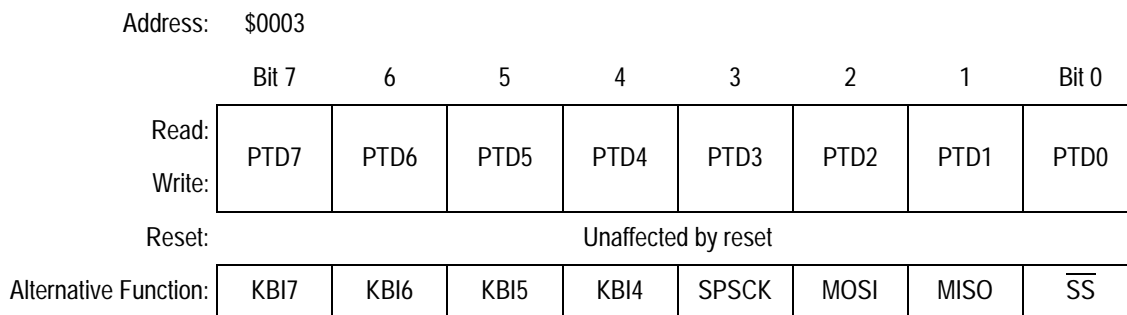 Address: $0003
Bit 7 6 5 4 3 2 1 Bit 0
Read:
PTD7 PTD6 PTD5 PTD4 PTD3 PTD2 PTD1 PTD0
Write:
Reset: Unaffected by reset
Alternative Function: KBI7 KBI6 KBI5 KBI4 SPSCK MOSI MISO S̅S̅